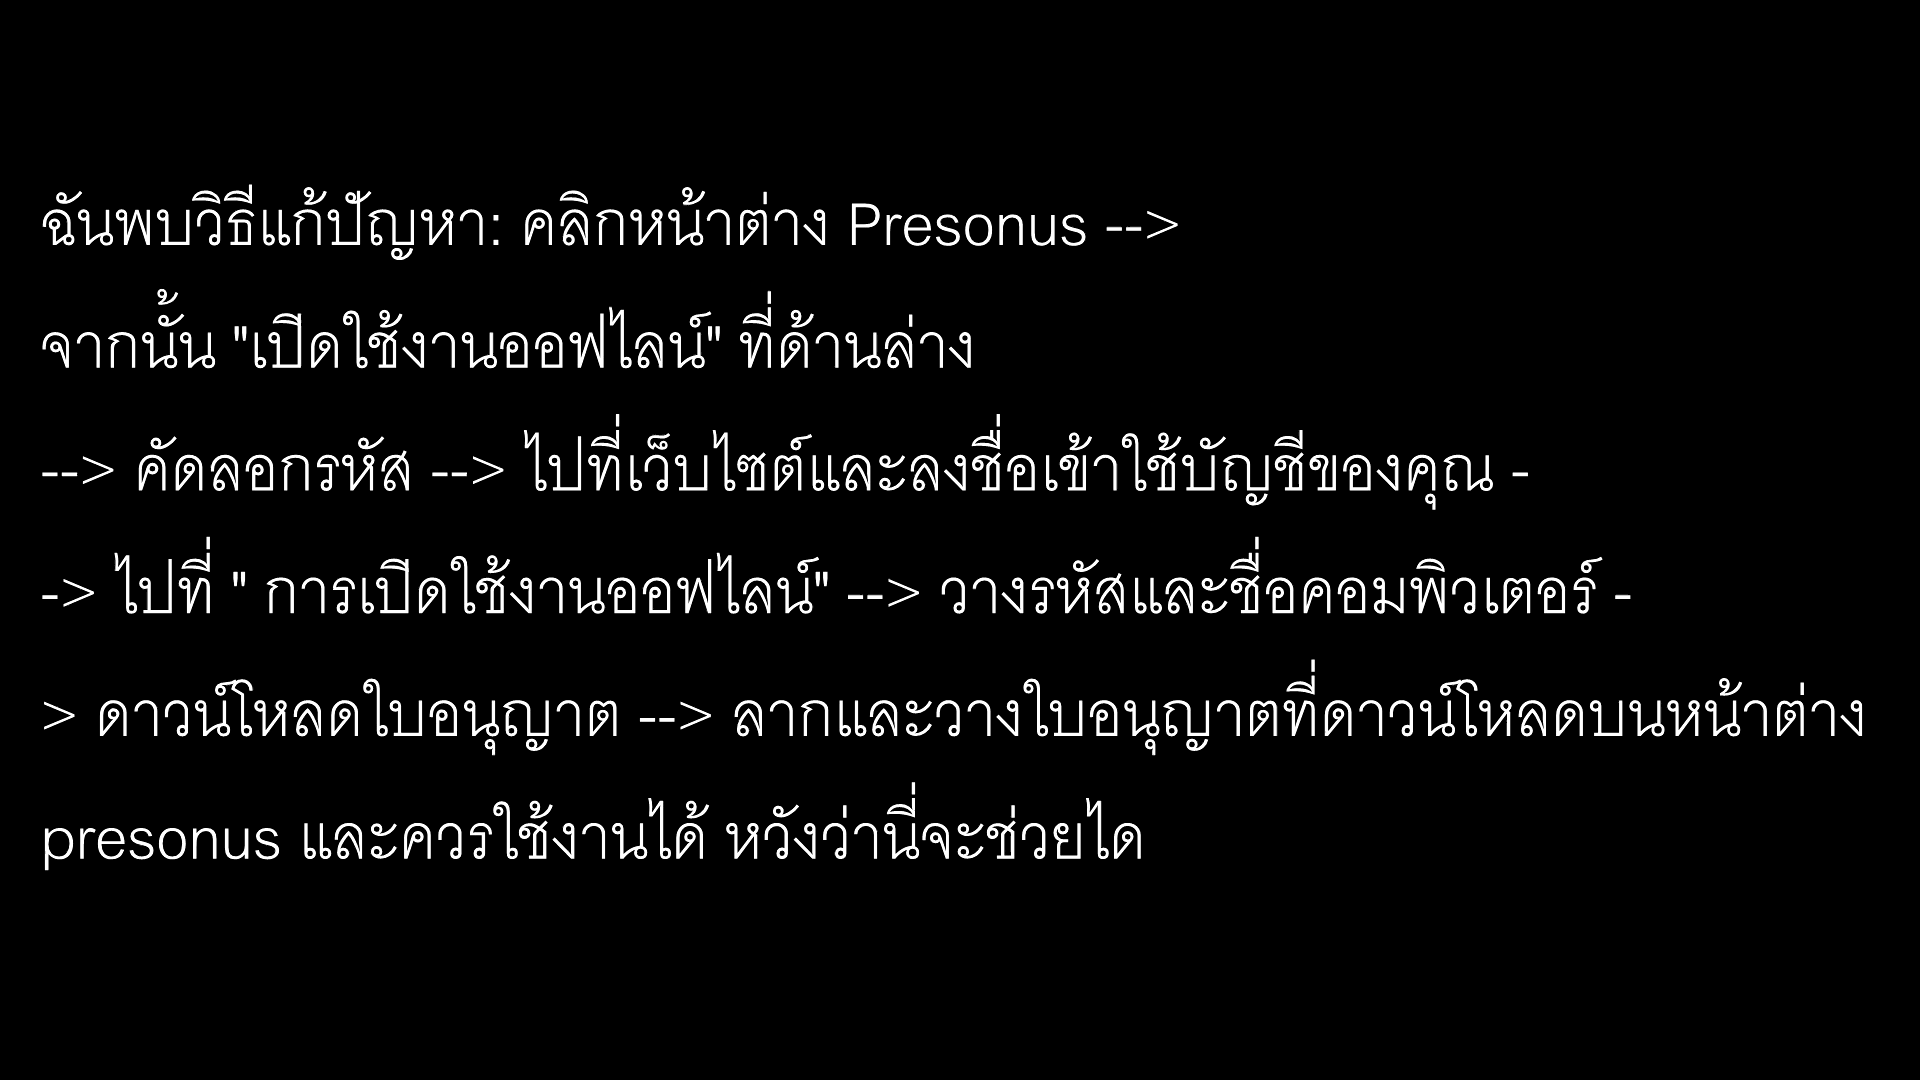 ฉันพบวิธีแก้ปัญหา: คลิกหน้าต่าง Presonus -->
จากนั้น "เปิดใช้งานออฟไลน์" ที่ด้านล่าง
--> คัดลอกรหัส --> ไปที่เว็บไซต์และลงชื่อเข้าใช้บัญชีของคุณ -
-> ไปที่ " การเปิดใช้งานออฟไลน์" --> วางรหัสและชื่อคอมพิวเตอร์ -
> ดาวน์โหลดใบอนุญาต --> ลากและวางใบอนุญาตที่ดาวน์โหลดบนหน้าต่าง
presonus และควรใช้งานได้ หวังว่านี่จะช่วยได